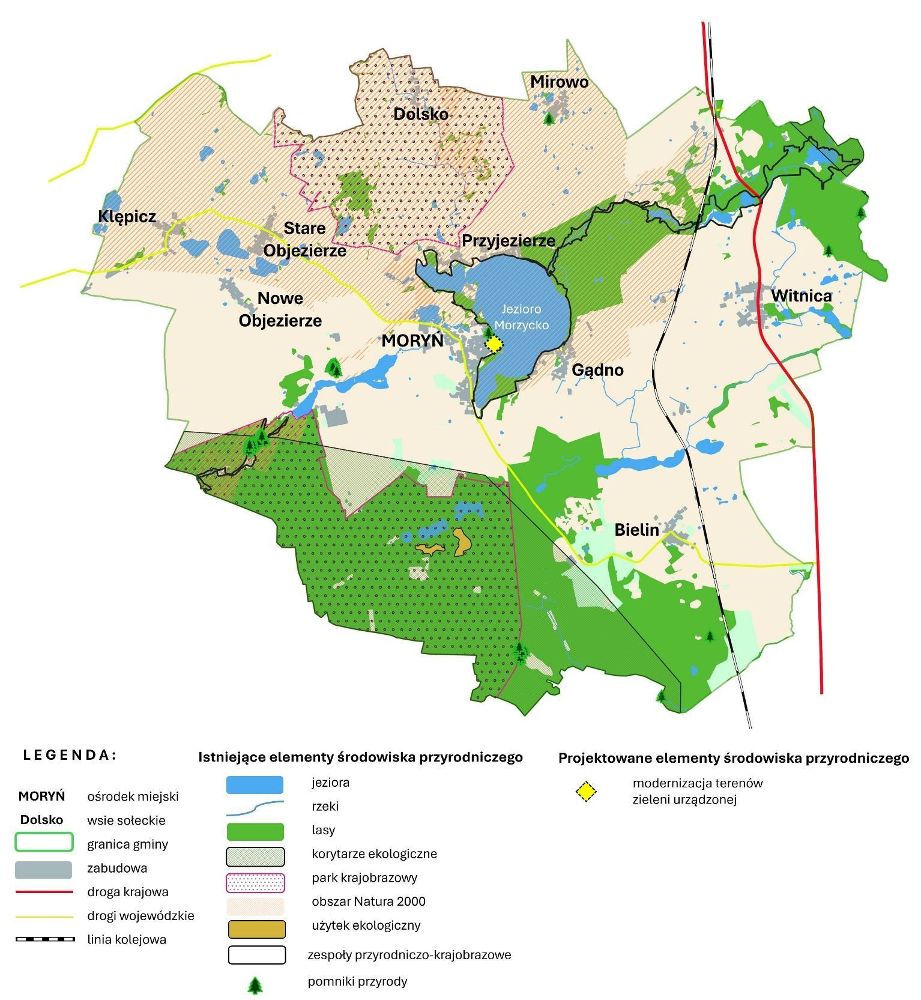 Mirowo
Dolsko
Klępicz
Stare
Objezierze
Przyjezierze
Nowe
Objezierze
Witnica
Jezioro
Morzycko
MORYŃ
Gądno
Bielin
LEGENDA:
MORYŃ ośrodek miejski
Dolsko wsie sołeckie
granica gminy
zabudowa
droga krajowa
drogi wojewódzkie
linia kolejowa
Istniejące elementy środowiska przyrodniczego
jeziora
rzeki
lasy
korytarze ekologiczne
park krajobrazowy
obszar Natura 2000
użytek ekologiczny
zespoły przyrodniczo-krajobrazowe
pomniki przyrody
Projektowane elementy środowiska przyrodniczego
modernizacja terenów
zieleni urządzonej